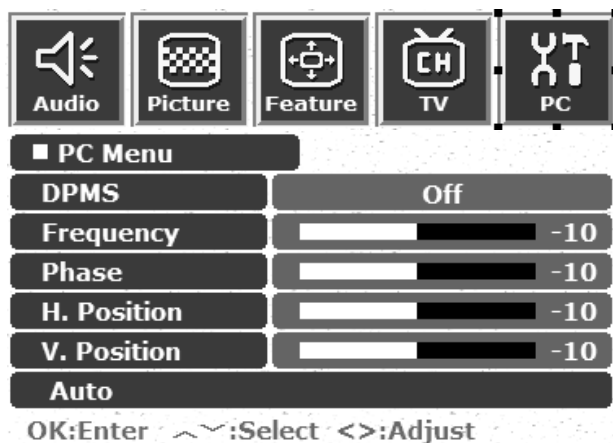 Audio Picture Feature CH TV PC
PC Menu
DPMS Off
Frequency -10
Phase -10
H. Position -10
V. Position -10
Auto
OK:Enter ︿﹀:Select <>:Adjust